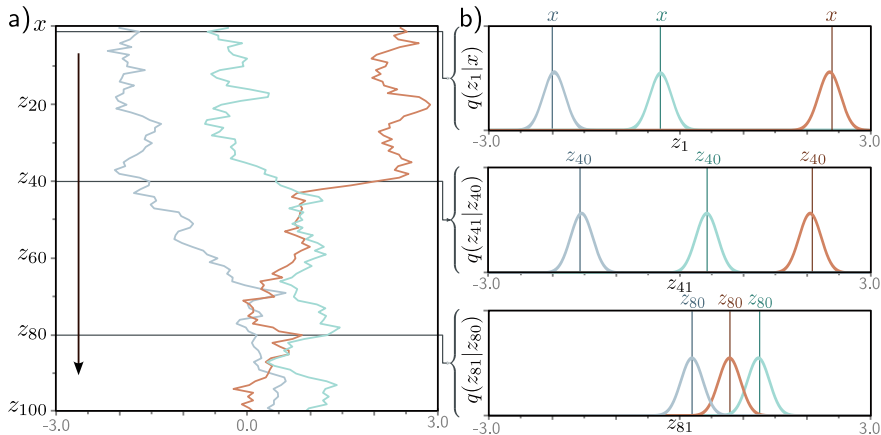 a)
x
z20
z40
z60
z80
z100
-3.0 0.0 3.0
b)
x x x
q(z1|x)
-3.0 z1 3.0
z40 z40 z40
q(z41|z40)
-3.0 z41 3.0
z80 z80 z80
q(z81|z80)
-3.0 z81 3.0